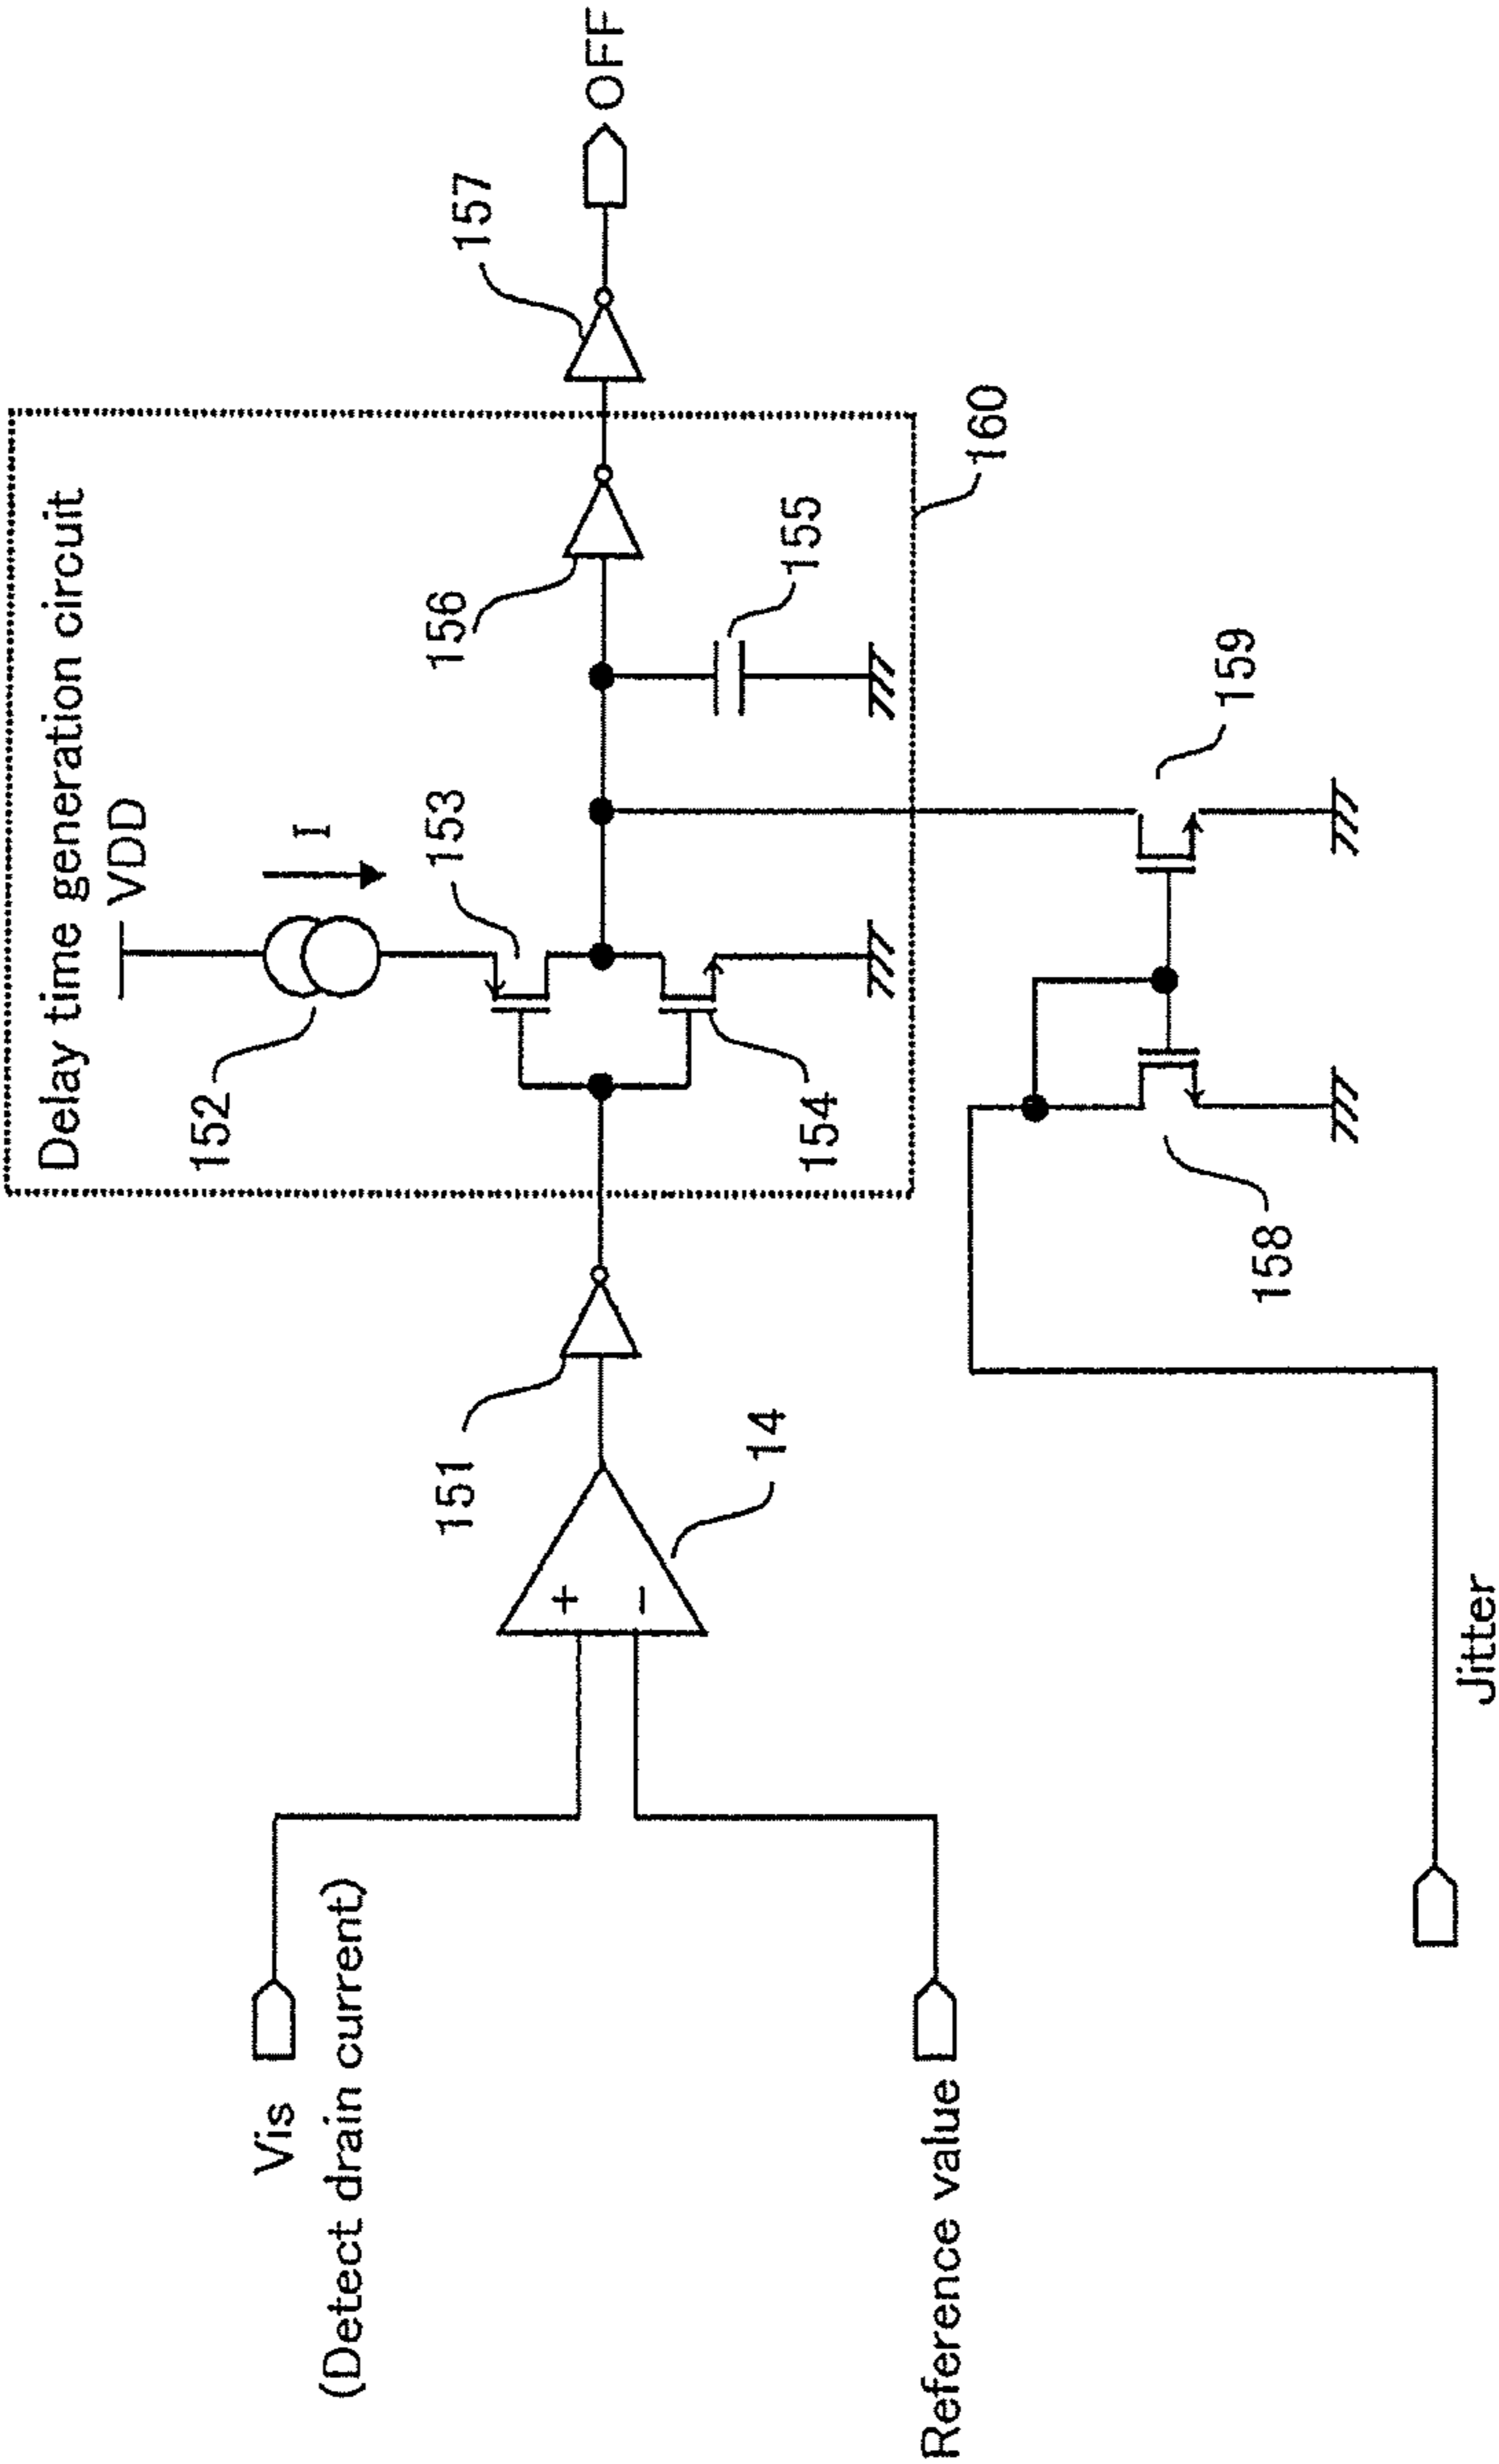 Delay time generation circuit
VDD
I
152
153
156
157
OFF
151
14
+
−
154
155
160
Vis
(Detect drain current)
Reference value
158
159
Jitter